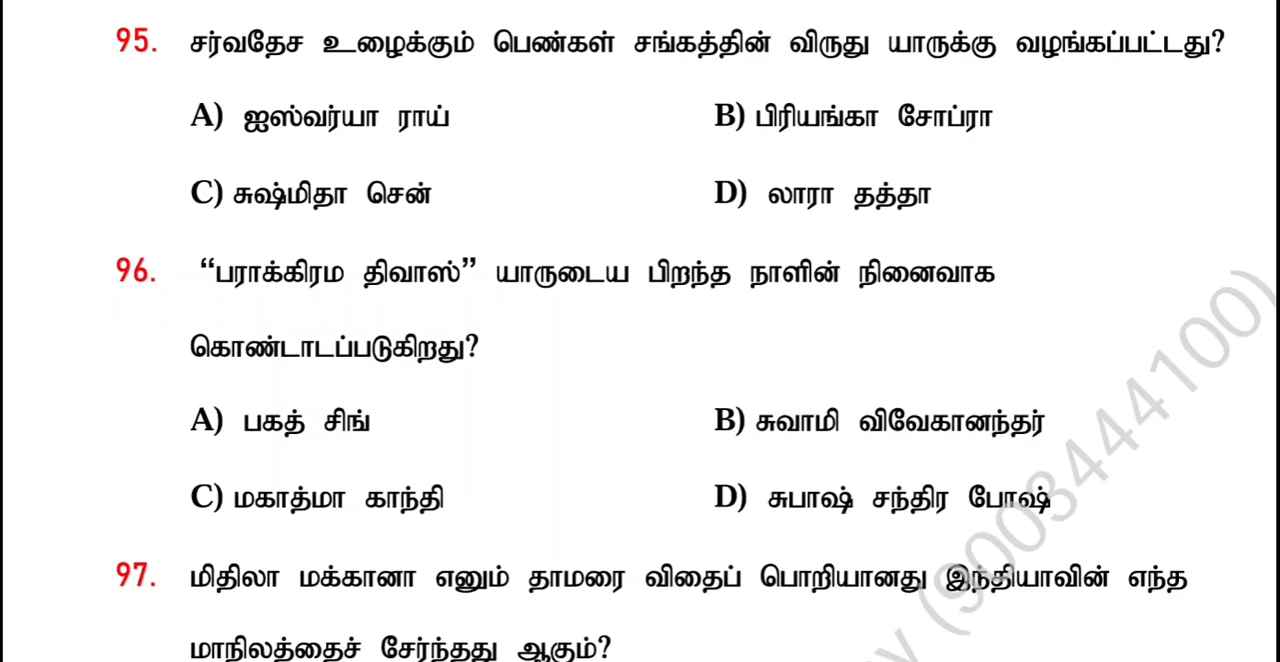 95. சர்வதேச உழைக்கும் பெண்கள் சங்கத்தின் விருது யாருக்கு வழங்கப்பட்டது?
A) ஐஸ்வர்யா ராய் B) பிரியங்கா சோப்ரா
C) சுஷ்மிதா சென் D) லாரா தத்தா
96. “பராக்கிரம திவாஸ்” யாருடைய பிறந்த நாளின் நினைவாக
கொண்டாடப்படுகிறது?
A) பகத் சிங் B) சுவாமி விவேகானந்தர்
C) மகாத்மா காந்தி D) சுபாஷ் சந்திர போஷ்
97. மிதிலா மக்கானா எனும் தாமரை விதைப் பொறியானது இந்தியாவின் எந்த
மாநிலத்தைச் சேர்ந்தது ஆகும்?
(9003444100)